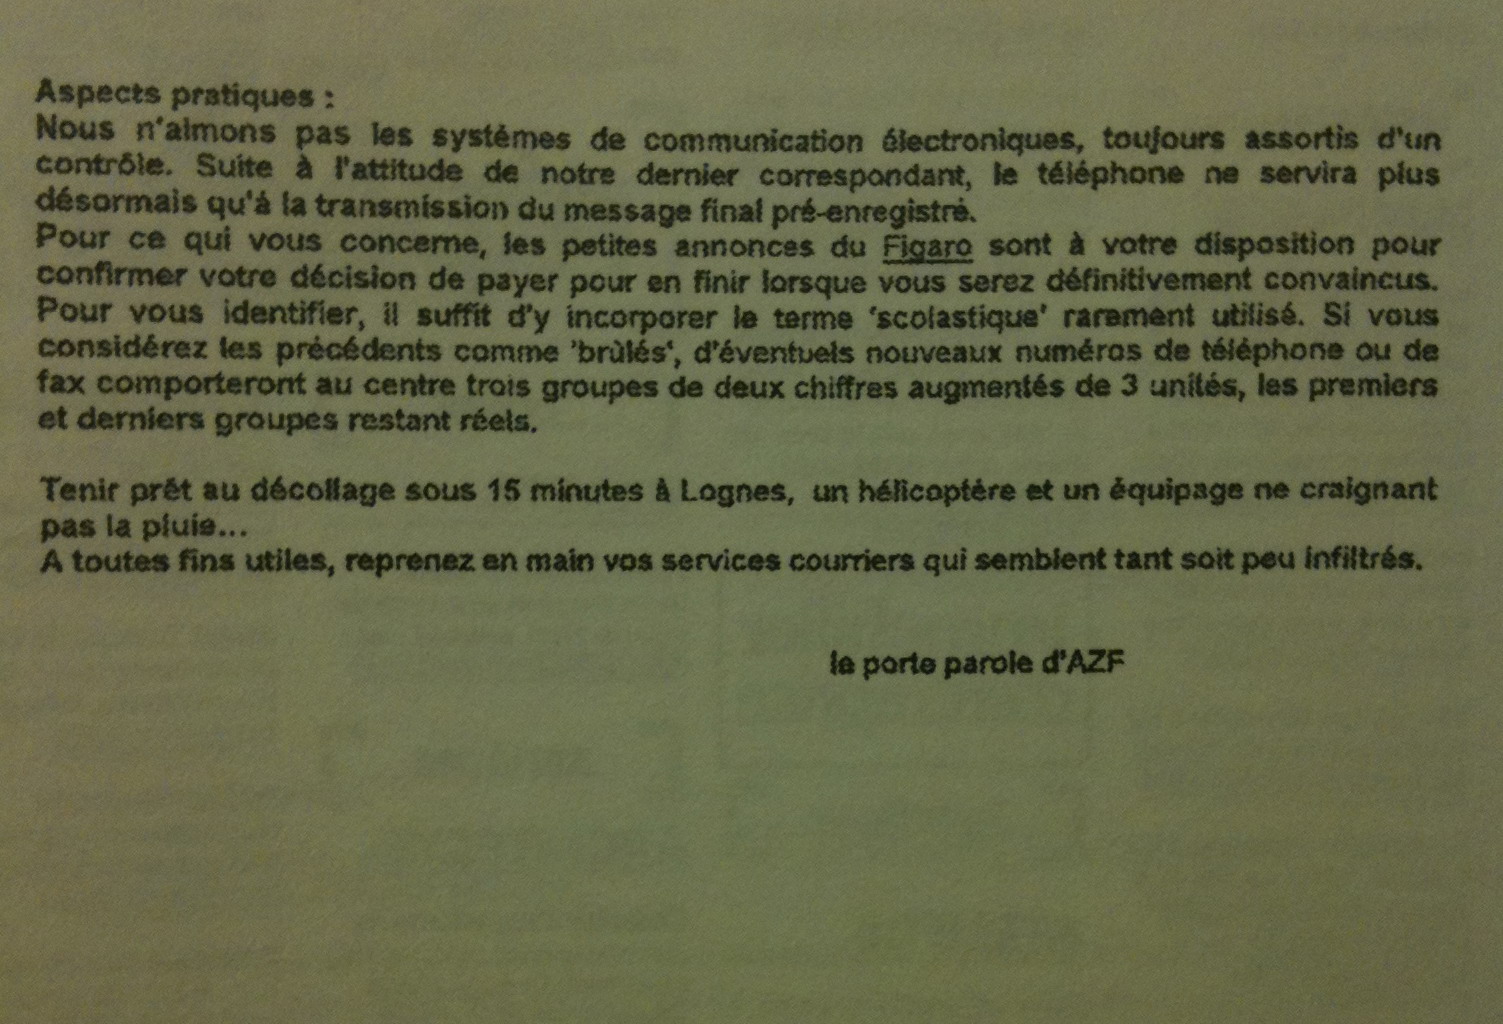 Aspects pratiques :
Nous n'aimons pas les systèmes de communication électroniques, toujours assortis d'un
contrôle. Suite à l'attitude de notre dernier correspondant, le téléphone ne servira plus
désormais qu'à la transmission du message final pré-enregistré.
Pour ce qui vous concerne, les petites annonces du Figaro sont à votre disposition pour
confirmer votre décision de payer pour en finir lorsque vous serez définitivement convaincus.
Pour vous identifier, il suffit d'y incorporer le terme 'scolastique' rarement utilisé. Si vous
considérez les précédents comme 'brûlés', d'éventuels nouveaux numéros de téléphone ou de
fax comporteront au centre trois groupes de deux chiffres augmentés de 3 unités, les premiers
et derniers groupes restant réels.
Tenir prêt au décollage sous 15 minutes à Lognes, un hélicoptère et un équipage ne craignant
pas la pluie...
A toutes fins utiles, reprenez en main vos services courriers qui semblent tant soit peu infiltrés.
le porte parole d'AZF